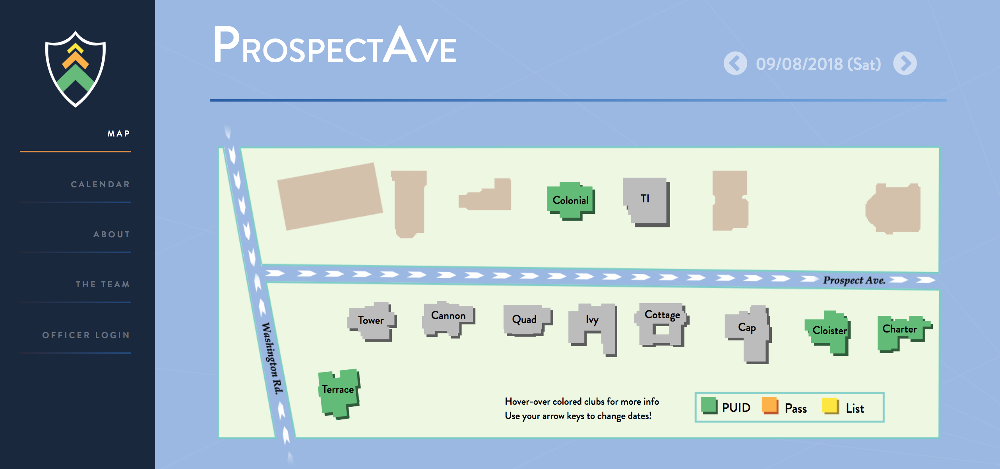 PROSPECTAVE
09/08/2018 (Sat)
MAP
CALENDAR
ABOUT
THE TEAM
OFFICER LOGIN
Colonial
TI
Prospect Ave.
Washington Rd.
Tower
Cannon
Quad
Ivy
Cottage
Cap
Cloister
Charter
Terrace
Hover-over colored clubs for more info
Use your arrow keys to change dates!
PUID
Pass
List